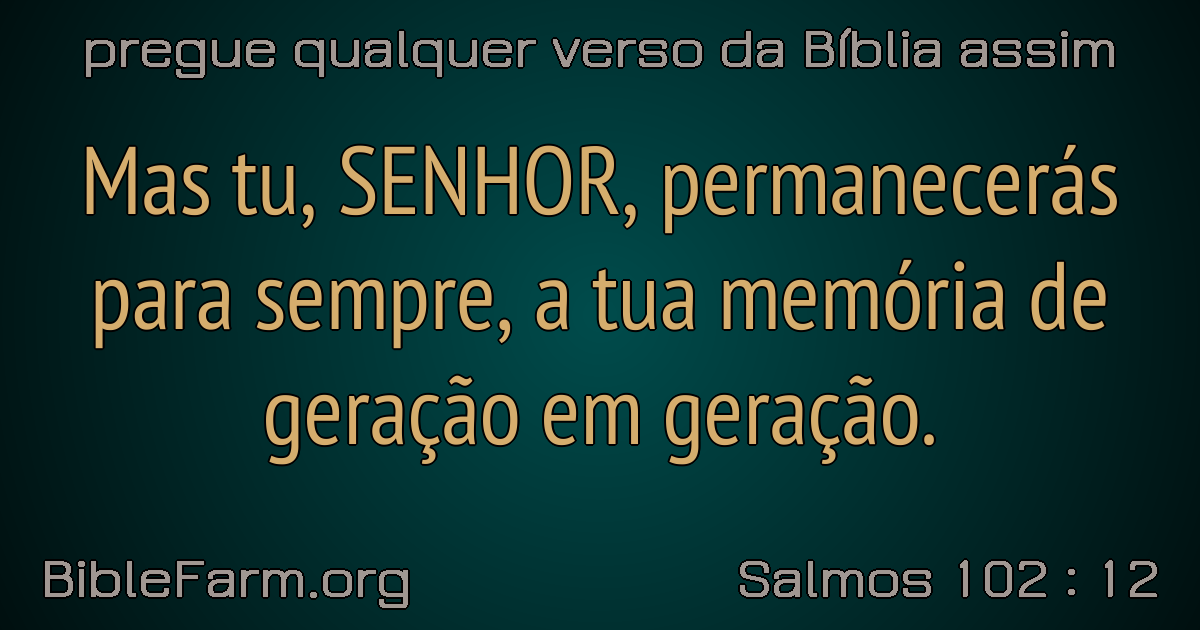 pregue qualquer verso da Bíblia assim
Mas tu, SENHOR, permanecerás
para sempre, a tua memória de
geração em geração.
BibleFarm.org
Salmos 102 : 12